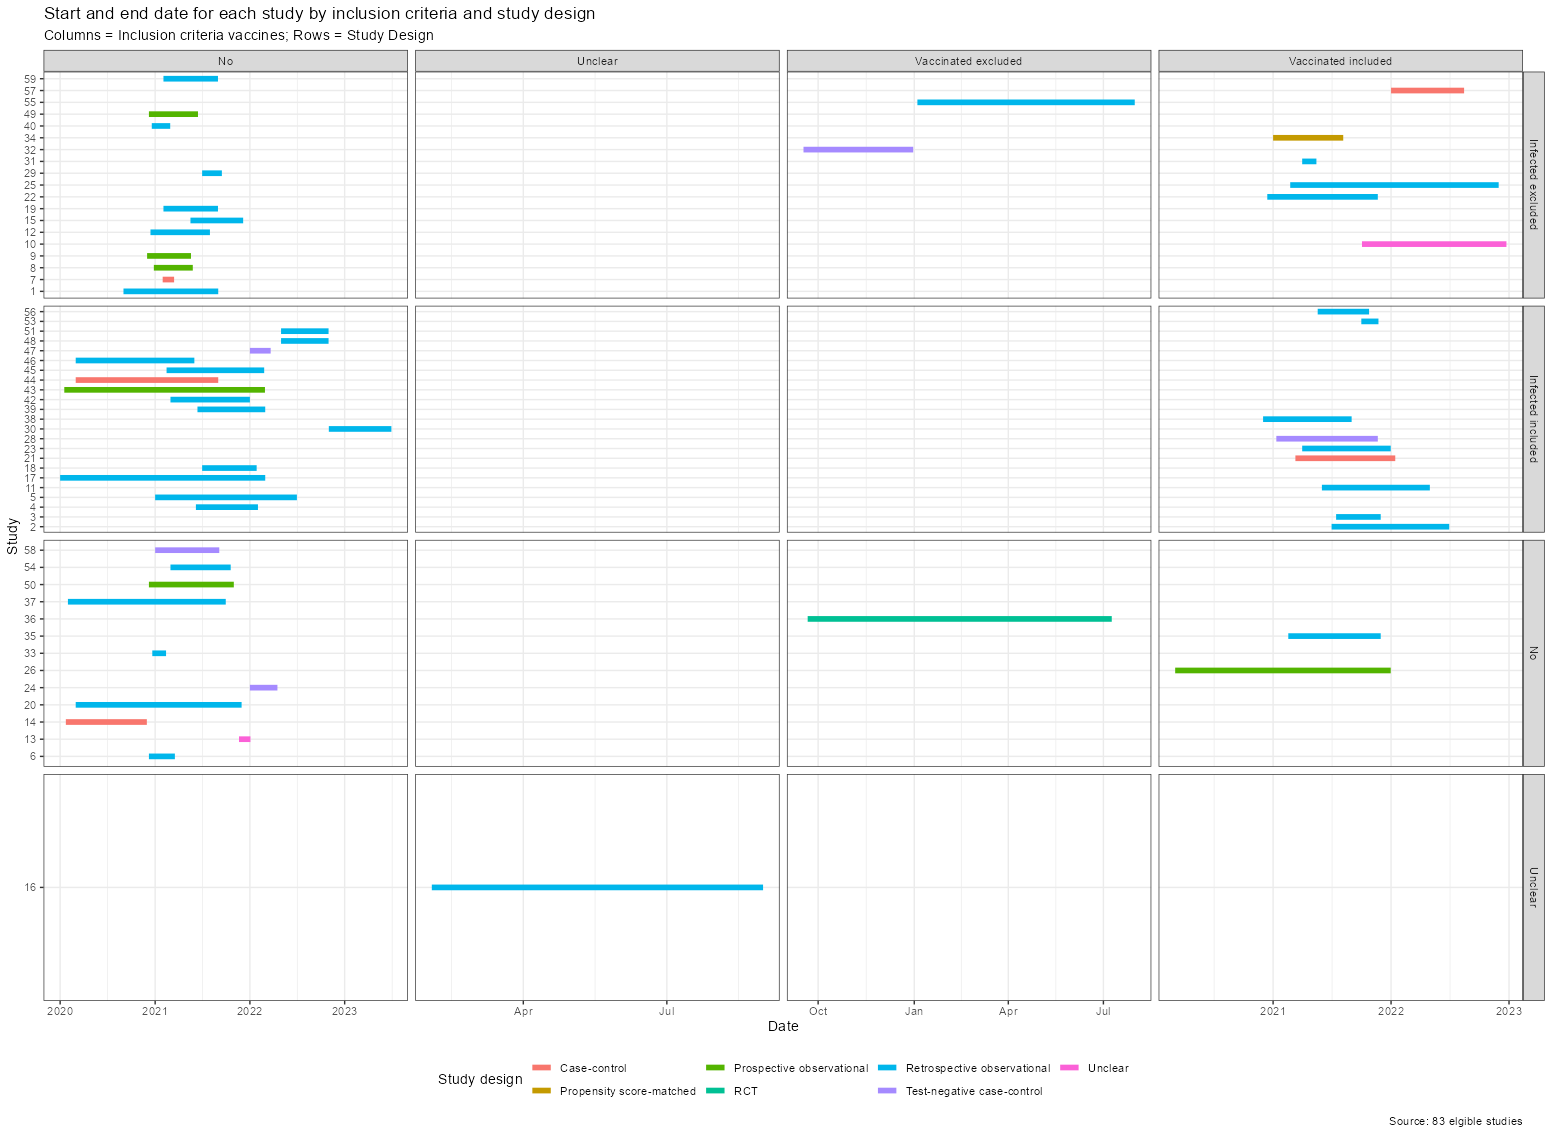 Start and end date for each study by inclusion criteria and study design
Columns = Inclusion criteria vaccines; Rows = Study Design
No
Unclear
Vaccinated excluded
Vaccinated included
59
57
55
49
40
34
32
31
29
25
22
19
15
12
10
9
8
7
1
Infected excluded
56
53
51
48
47
46
45
44
43
42
39
38
30
28
23
21
18
17
11
5
4
3
2
Infected included
Study
58
54
50
37
36
35
33
26
24
20
14
13
6
No
16
Unclear
2020
2021
2022
2023
Apr
Jul
Oct
Jan
Apr
Jul
2021
2022
2023
Date
Study design
Case-control
Prospective observational
Retrospective observational
Unclear
Propensity score-matched
RCT
Test-negative case-control
Source: 83 elgible studies